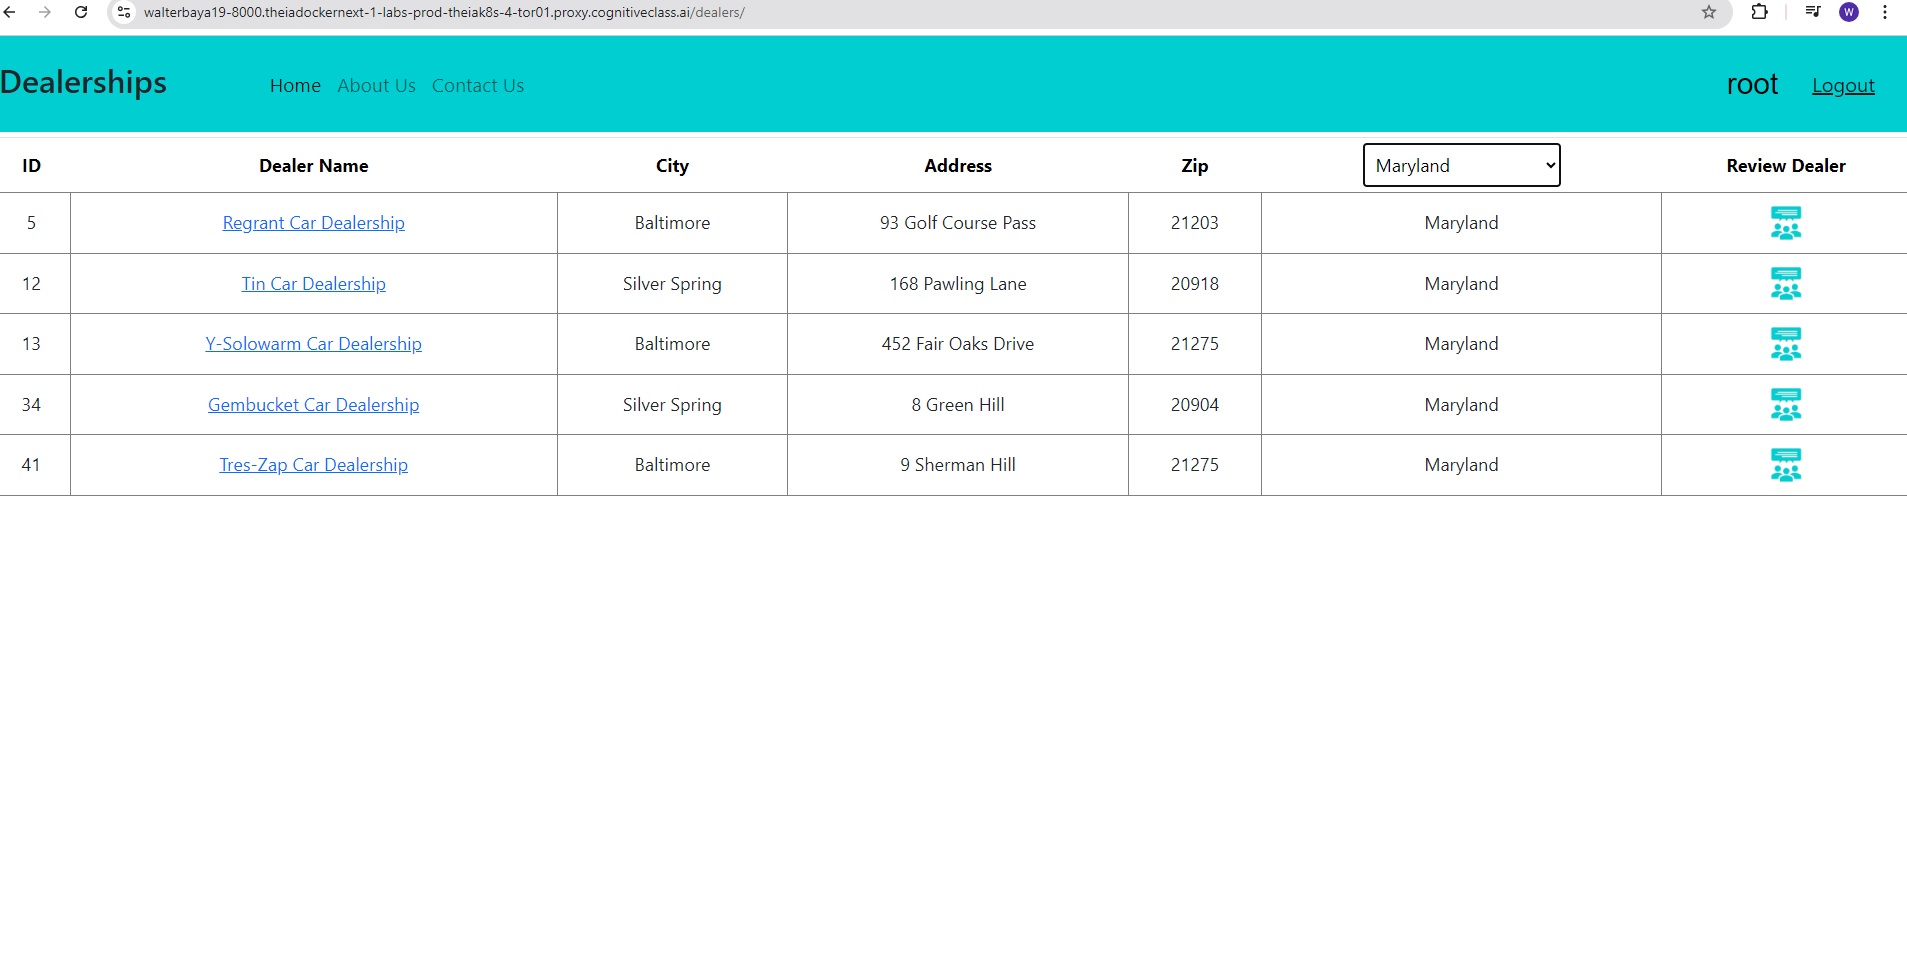 walterbaya19-8000.theiadockernext-1-labs-prod-theiak8s-4-tor01.proxy.cognitiveclass.ai/dealers/
W
Dealerships Home About Us Contact Us root Logout
ID Dealer Name City Address Zip Maryland Review Dealer
5 Regrant Car Dealership Baltimore 93 Golf Course Pass 21203 Maryland
12 Tin Car Dealership Silver Spring 168 Pawling Lane 20918 Maryland
13 Y-Solowarm Car Dealership Baltimore 452 Fair Oaks Drive 21275 Maryland
34 Gembucket Car Dealership Silver Spring 8 Green Hill 20904 Maryland
41 Tres-Zap Car Dealership Baltimore 9 Sherman Hill 21275 Maryland